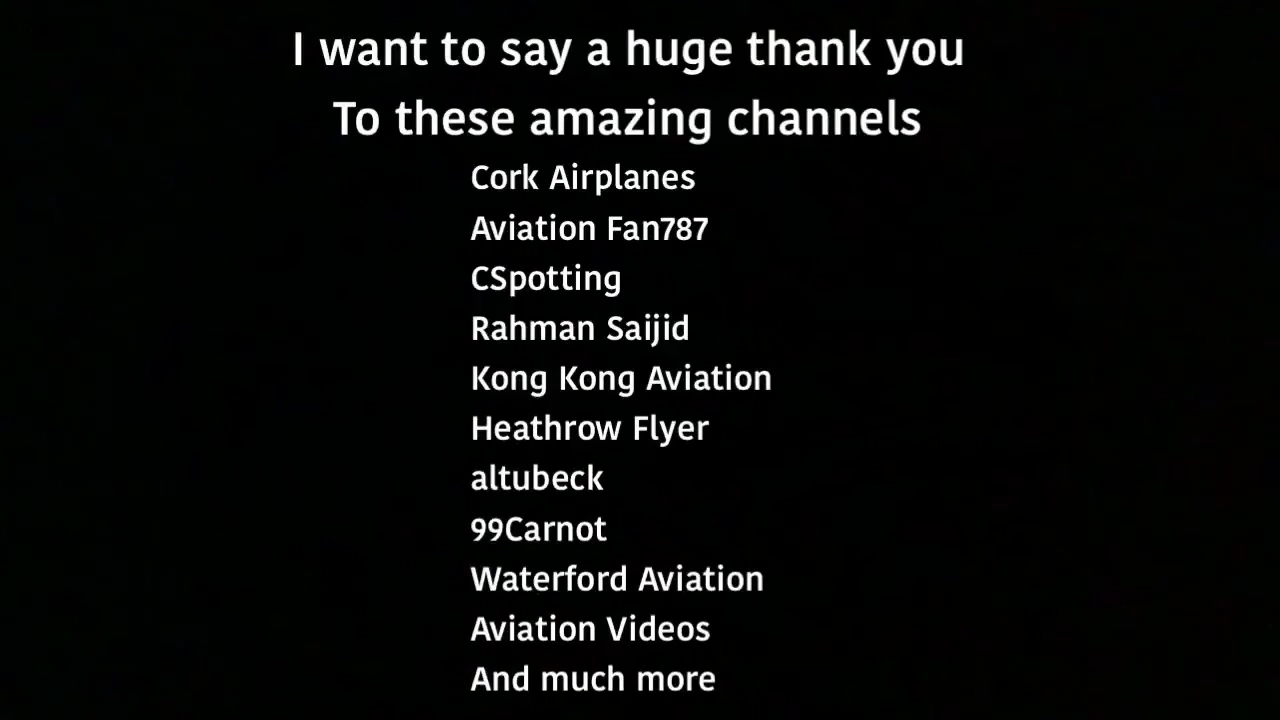 I want to say a huge thank you
To these amazing channels
Cork Airplanes
Aviation Fan787
CSpotting
Rahman Saijid
Kong Kong Aviation
Heathrow Flyer
altubeck
99Carnot
Waterford Aviation
Aviation Videos
And much more